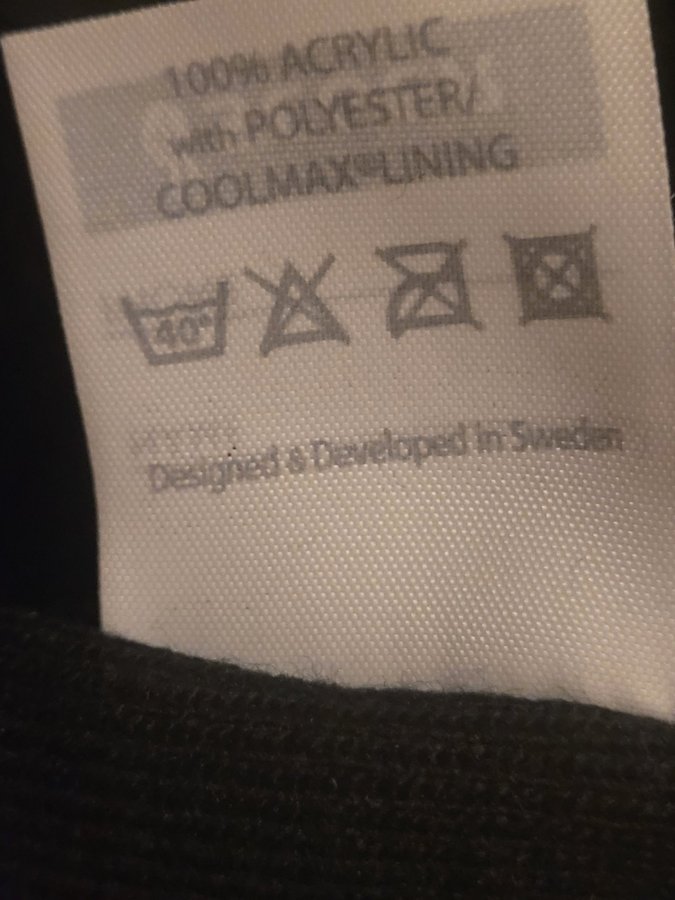 100% ACRYLIC
with POLYESTER/
COOLMAX® LINING
40°
Designed & Developed in Sweden